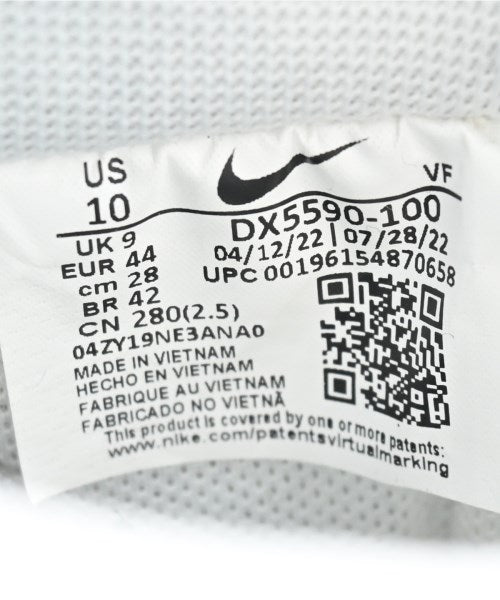 US
10
VF
UK 9
EUR 44
cm 28
BR 42
CN 280(2.5)
04ZY19NE3ANA0
DX5590-100
04/12/22 | 07/28/22
UPC 00196154870658
MADE IN VIETNAM
HECHO EN VIETNAM
FABRIQUE AU VIETNAM
FABRICADO NO VIETNÃ
This product is covered by one or more patents:
www.nike.com/patentsvirtualmarking